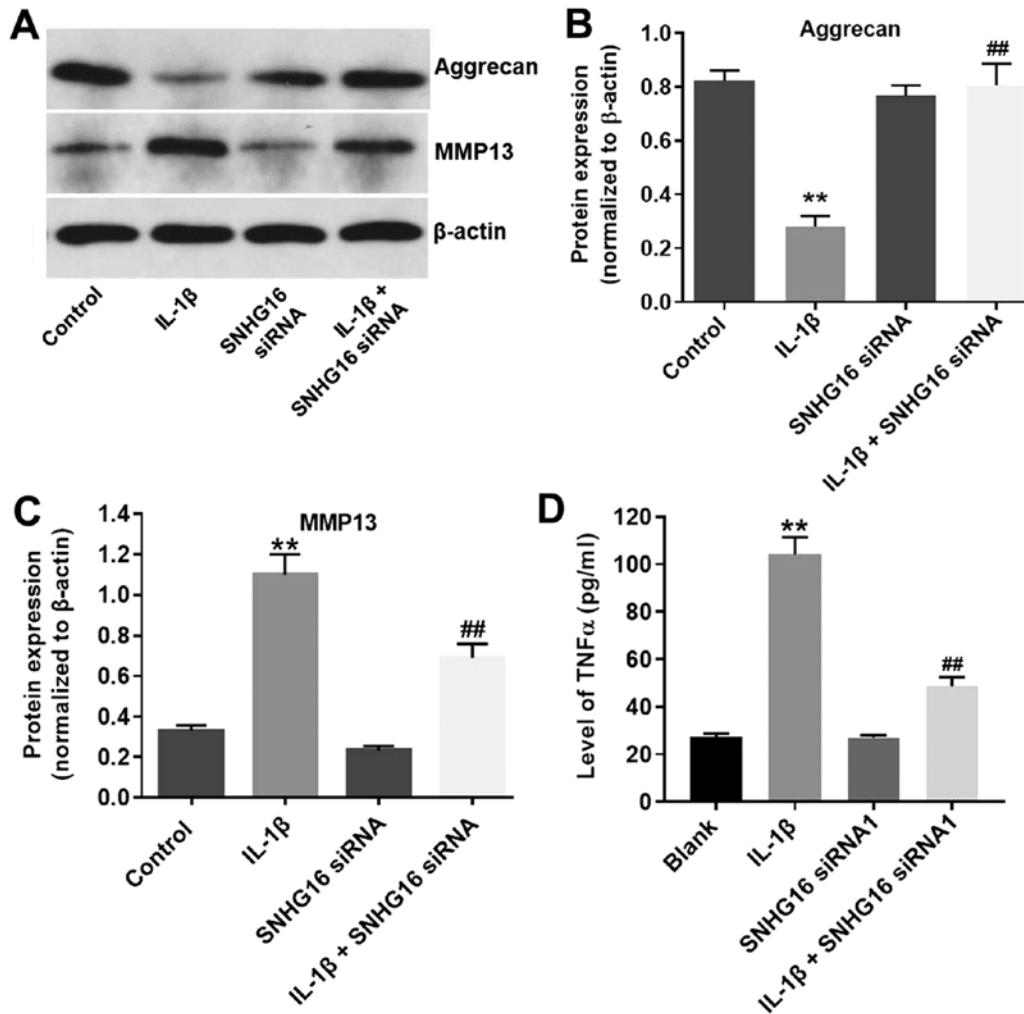 A
Aggrecan
MMP13
β-actin
Control
IL-1β
SNHG16
siRNA
IL-1β +
SNHG16 siRNA
B
Aggrecan
Protein expression
(normalized to β-actin)
1.0
0.8
0.6
0.4
0.2
0.0
**
##
Control
IL-1β
SNHG16 siRNA
IL-1β + SNHG16 siRNA
C
MMP13
Protein expression
(normalized to β-actin)
1.4
1.2
1.0
0.8
0.6
0.4
0.2
0.0
**
##
Control
IL-1β
SNHG16 siRNA
IL-1β + SNHG16 siRNA
D
Level of TNFα (pg/ml)
120
100
80
60
40
20
0
**
##
Blank
IL-1β
SNHG16 siRNA1
IL-1β + SNHG16 siRNA1